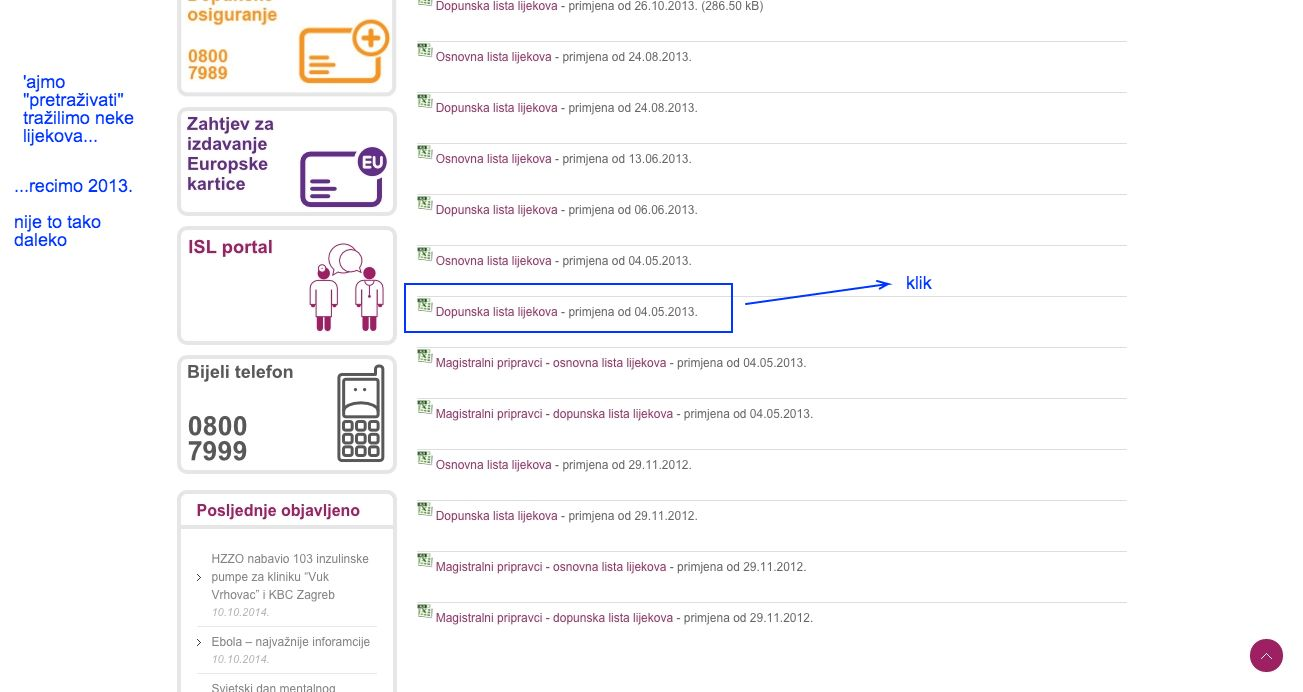 'ajmo
"pretraživati"
tražilimo neke
lijekova...
...recimo 2013.
nije to tako
daleko
osiguranje
0800
7989
Zahtjev za
izdavanje
Europske
kartice
EU
ISL portal
Bijeli telefon
0800
7999
Posljednje objavljeno
HZZO nabavio 103 inzulinske
pumpe za kliniku “Vuk
Vrhovac” i KBC Zagreb
10.10.2014.
Ebola – najvažnije inforamcije
10.10.2014.
Svjetski dan mentalnog
Dopunska lista lijekova - primjena od 26.10.2013. (286.50 kB)
Osnovna lista lijekova - primjena od 24.08.2013.
Dopunska lista lijekova - primjena od 24.08.2013.
Osnovna lista lijekova - primjena od 13.06.2013.
Dopunska lista lijekova - primjena od 06.06.2013.
Osnovna lista lijekova - primjena od 04.05.2013.
Dopunska lista lijekova - primjena od 04.05.2013.
klik
Magistralni pripravci - osnovna lista lijekova - primjena od 04.05.2013.
Magistralni pripravci - dopunska lista lijekova - primjena od 04.05.2013.
Osnovna lista lijekova - primjena od 29.11.2012.
Dopunska lista lijekova - primjena od 29.11.2012.
Magistralni pripravci - osnovna lista lijekova - primjena od 29.11.2012.
Magistralni pripravci - dopunska lista lijekova - primjena od 29.11.2012.